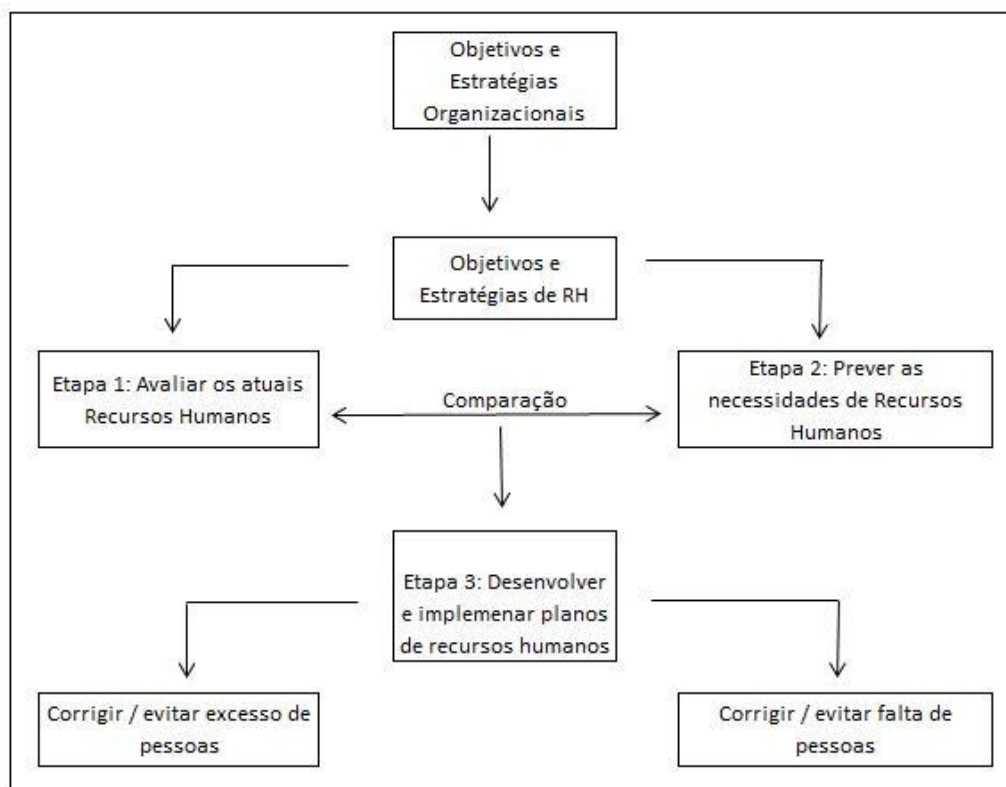 Objetivos e
Estratégias
Organizacionais
Objetivos e
Estratégias de RH
Etapa 1: Avaliar os atuais
Recursos Humanos
Comparação
Etapa 2: Prever as
necessidades de Recursos
Humanos
Etapa 3: Desenvolver
e implemenar planos
de recursos humanos
Corrigir / evitar excesso de
pessoas
Corrigir / evitar falta de
pessoas